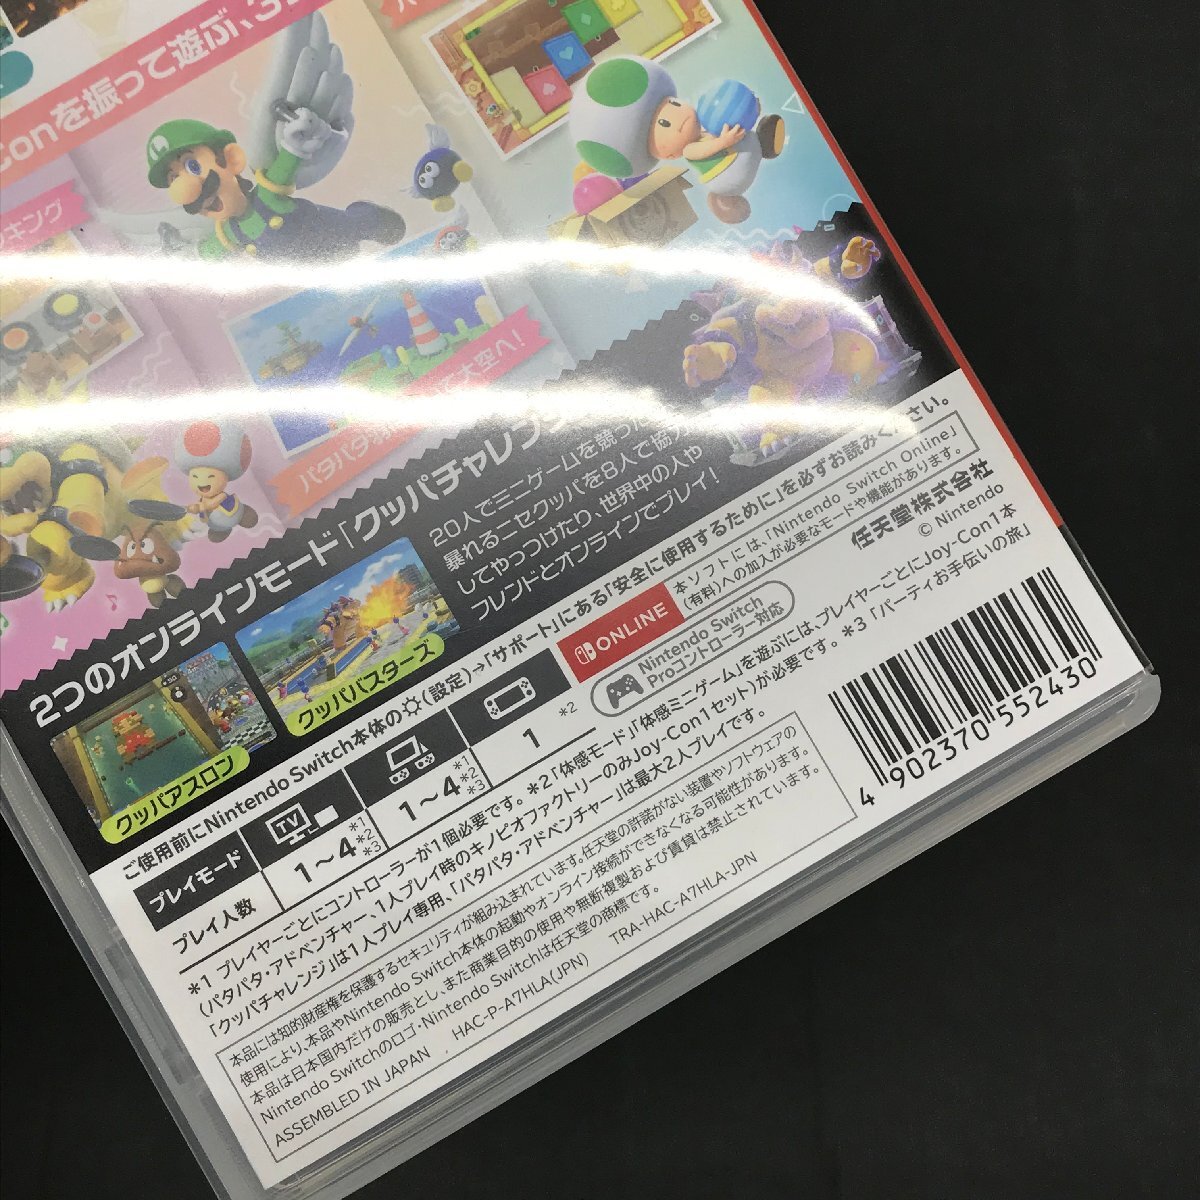 Conを振って遊ぶ、3
ッキング
大空へ!
パタパタ
2つのオンラインモード「クッパチャレンジ
20人でミニゲームを競った
暴れるニセクッパを8人で協力
してやっつけたり、世界中の人や
フレンドとオンラインでプレイ!
クッパアスロン
クッパバスターズ
ご使用前にNintendo Switch本体の(設定)→「サポート」にある「安全に使用するために」を必ずお読みください。
プレイモード
TV
プレイ人数
1～4 *1 *2 *3
1～4 *1 *2 *3
1 *2
ONLINE
本ソフトには、「Nintendo Switch Online」
(有料)への加入が必要なモードや機能があります。
Nintendo Switch
Proコントローラー対応
任天堂株式会社
© Nintendo
*1 プレイヤーごとにコントローラーが1個必要です。*2「体感モード」「体感ミニゲーム」を遊ぶには、プレイヤーごとにJoy-Con1本
(パタパタ・アドベンチャー、1人プレイ時のキノピオファクトリーのみJoy-Con1セット)が必要です。*3「パーティお手伝いの旅」
「クッパチャレンジ」は1人プレイ専用、「パタパタ・アドベンチャー」は最大2人プレイです。
本品には知的財産権を保護するセキュリティが組み込まれています。任天堂の許諾がない装置やソフトウェアの
使用により、本品やNintendo Switch本体の起動やオンライン接続ができなくなる可能性があります。
本品は日本国内だけの販売とし、また商業目的の使用や無断複製および賃貸は禁止されています。
Nintendo Switchのロゴ・Nintendo Switchは任天堂の商標です。
TRA-HAC-A7HLA-JPN
ASSEMBLED IN JAPAN
HAC-P-A7HLA(JPN)
4 902370 552430